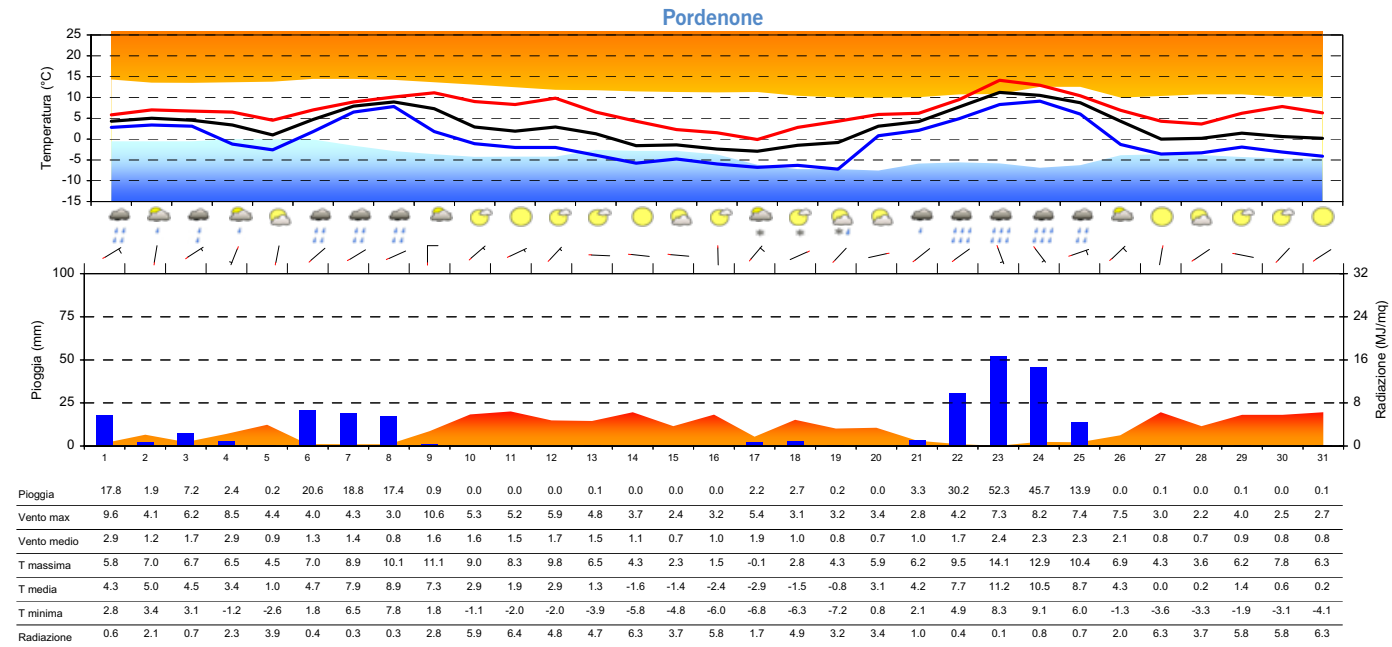 Pordenone
Temperatura (°C)
25
20
15
10
5
0
-5
-10
-15
Pioggia (mm)
100
75
50
25
0
Radiazione (MJ/mq)
32
24
16
8
0
1 2 3 4 5 6 7 8 9 10 11 12 13 14 15 16 17 18 19 20 21 22 23 24 25 26 27 28 29 30 31
Pioggia 17.8 1.9 7.2 2.4 0.2 20.6 18.8 17.4 0.9 0.0 0.0 0.0 0.1 0.0 0.0 0.0 2.2 2.7 0.2 0.0 3.3 30.2 52.3 45.7 13.9 0.0 0.1 0.0 0.1 0.0 0.1
Vento max 9.6 4.1 6.2 8.5 4.4 4.0 4.3 3.0 10.6 5.3 5.2 5.9 4.8 3.7 2.4 3.2 5.4 3.1 3.2 3.4 2.8 4.2 7.3 8.2 7.4 7.5 3.0 2.2 4.0 2.5 2.7
Vento medio 2.9 1.2 1.7 2.9 0.9 1.3 1.4 0.8 1.6 1.6 1.5 1.7 1.5 1.1 0.7 1.0 1.9 1.0 0.8 0.7 1.0 1.7 2.4 2.3 2.3 2.1 0.8 0.7 0.9 0.8 0.8
T massima 5.8 7.0 6.7 6.5 4.5 7.0 8.9 10.1 11.1 9.0 8.3 9.8 6.5 4.3 2.3 1.5 -0.1 2.8 4.3 5.9 6.2 9.5 14.1 12.9 10.4 6.9 4.3 3.6 6.2 7.8 6.3
T media 4.3 5.0 4.5 3.4 1.0 4.7 7.9 8.9 7.3 2.9 1.9 2.9 1.3 -1.6 -1.4 -2.4 -2.9 -1.5 -0.8 3.1 4.2 7.7 11.2 10.5 8.7 4.3 0.0 0.2 1.4 0.6 0.2
T minima 2.8 3.4 3.1 -1.2 -2.6 1.8 6.5 7.8 1.8 -1.1 -2.0 -2.0 -3.9 -5.8 -4.8 -6.0 -6.8 -6.3 -7.2 0.8 2.1 4.9 8.3 9.1 6.0 -1.3 -3.6 -3.3 -1.9 -3.1 -4.1
Radiazione 0.6 2.1 0.7 2.3 3.9 0.4 0.3 0.3 2.8 5.9 6.4 4.8 4.7 6.3 3.7 5.8 1.7 4.9 3.2 3.4 1.0 0.4 0.1 0.8 0.7 2.0 6.3 3.7 5.8 5.8 6.3